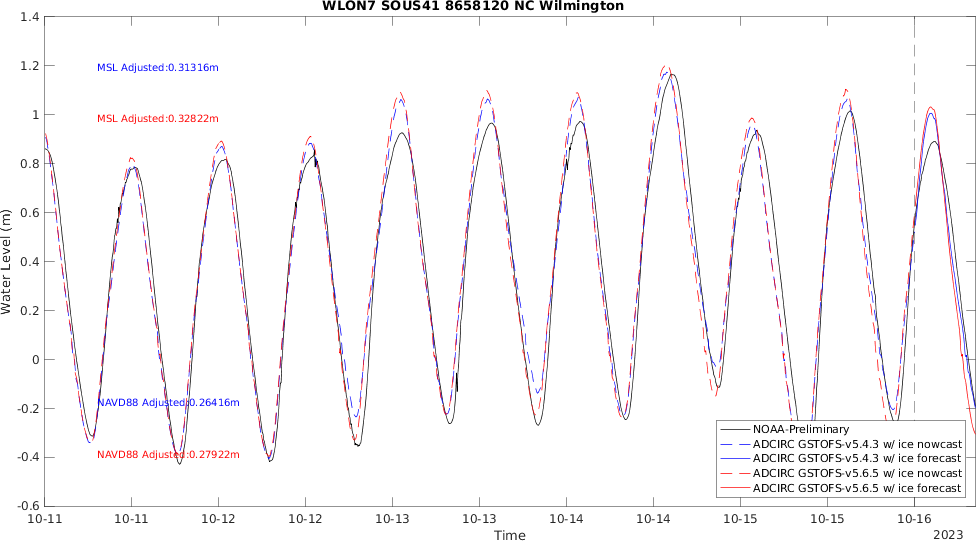 WLON7 SOUS41 8658120 NC Wilmington
1.4
1.2
1
0.8
0.6
0.4
0.2
0
-0.2
-0.4
-0.6
Water Level (m)
MSL Adjusted:0.31316m
MSL Adjusted:0.32822m
NAVD88 Adjusted:0.26416m
NAVD88 Adjusted:0.27922m
NOAA-Preliminary
ADCIRC GSTOFS-v5.4.3 w/ ice nowcast
ADCIRC GSTOFS-v5.4.3 w/ ice forecast
ADCIRC GSTOFS-v5.6.5 w/ ice nowcast
ADCIRC GSTOFS-v5.6.5 w/ ice forecast
10-11 10-11 10-12 10-12 10-13 10-13 10-14 10-14 10-15 10-15 10-16
Time
2023